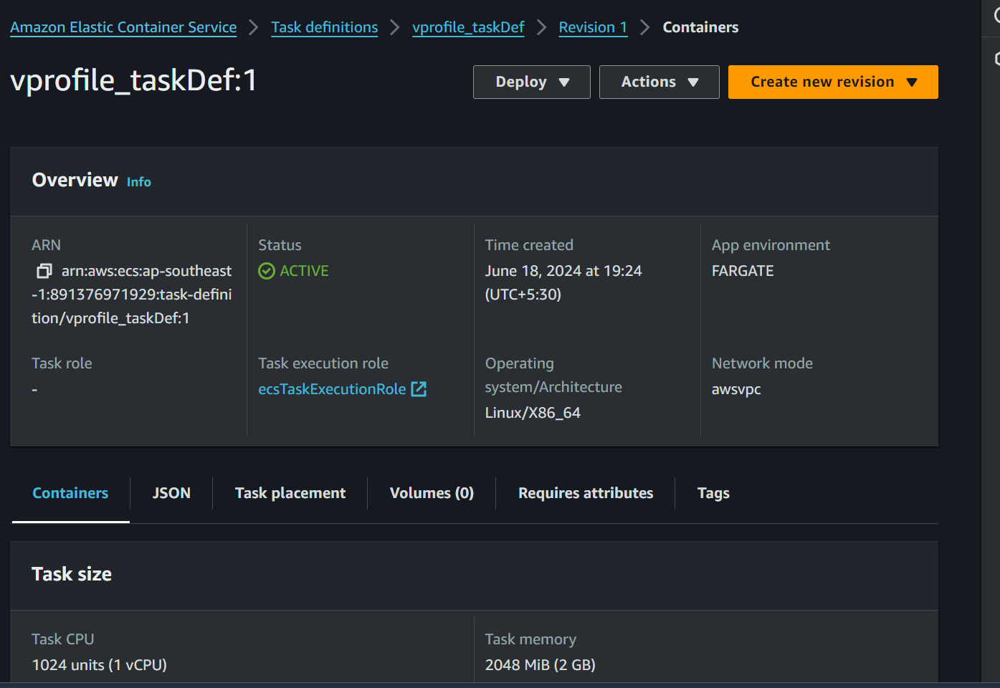 Amazon Elastic Container Service > Task definitions > vprofile_taskDef > Revision 1 > Containers
vprofile_taskDef:1
Deploy
Actions
Create new revision
Overview Info
ARN
arn:aws:ecs:ap-southeast
-1:891376971929:task-defini
tion/vprofile_taskDef:1
Status
ACTIVE
Time created
June 18, 2024 at 19:24
(UTC+5:30)
App environment
FARGATE
Task role
-
Task execution role
ecsTaskExecutionRole
Operating
system/Architecture
Linux/X86_64
Network mode
awsvpc
Containers
JSON
Task placement
Volumes (0)
Requires attributes
Tags
Task size
Task CPU
1024 units (1 vCPU)
Task memory
2048 MiB (2 GB)